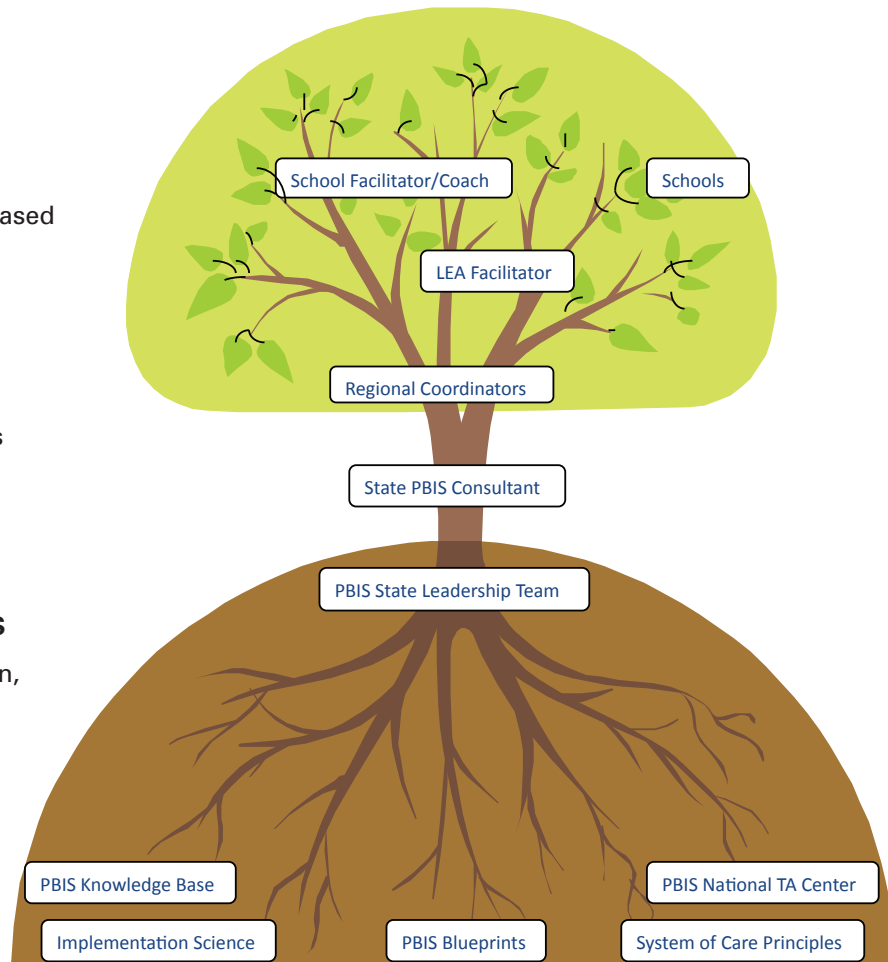 School Facilitator/Coach
Schools
ased
LEA Facilitator
Regional Coordinators
s
State PBIS Consultant
PBIS State Leadership Team
s
n,
PBIS Knowledge Base
PBIS National TA Center
Implementation Science
PBIS Blueprints
System of Care Principles